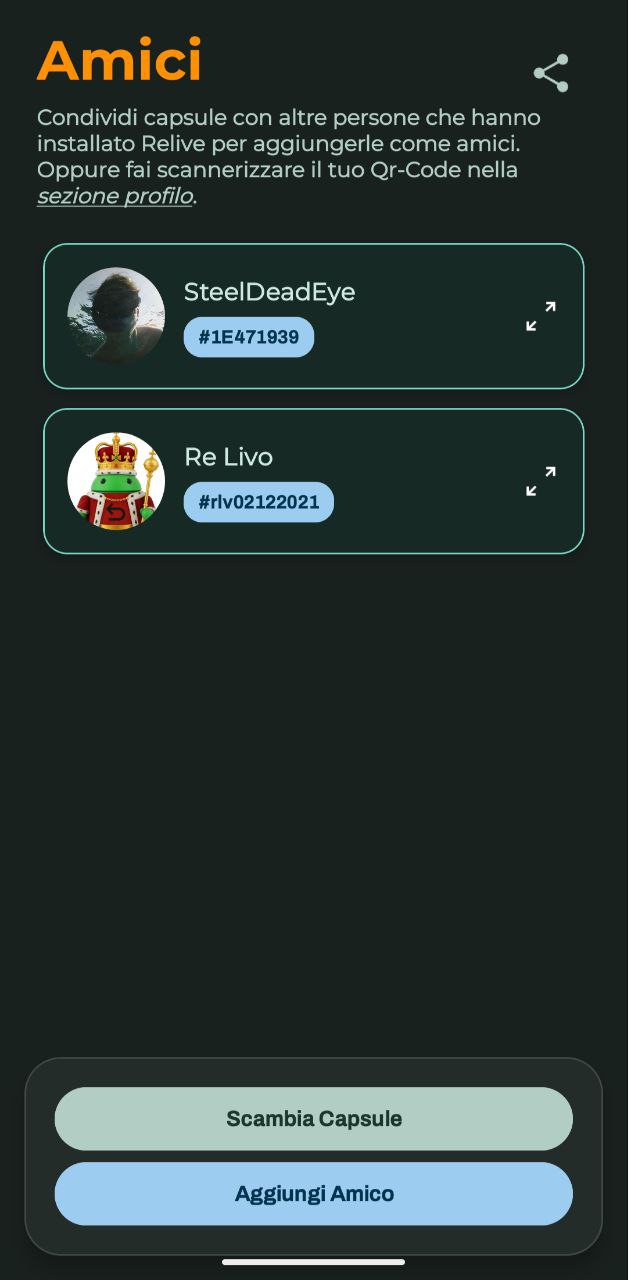 Amici
Condividi capsule con altre persone che hanno
installato Relive per aggiungerle come amici.
Oppure fai scannerizzare il tuo Qr-Code nella
sezione profilo.
SteelDeadEye
#1E471939
Re Livo
#rlv02122021
Scambia Capsule
Aggiungi Amico